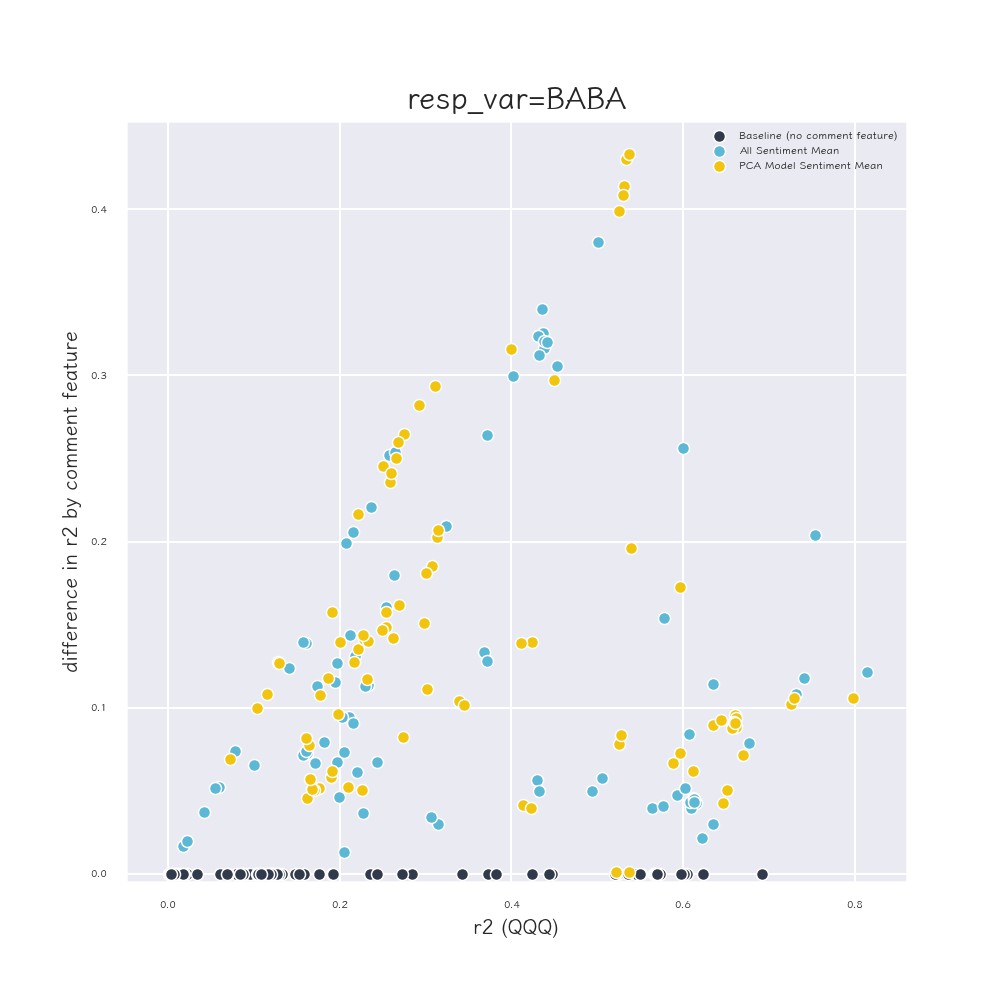 resp_var=BABA
Baseline (no comment feature)
All Sentiment Mean
PCA Model Sentiment Mean
difference in r2 by comment feature
0.4
0.3
0.2
0.1
0.0
0.0 0.2 0.4 0.6 0.8
r2 (QQQ)